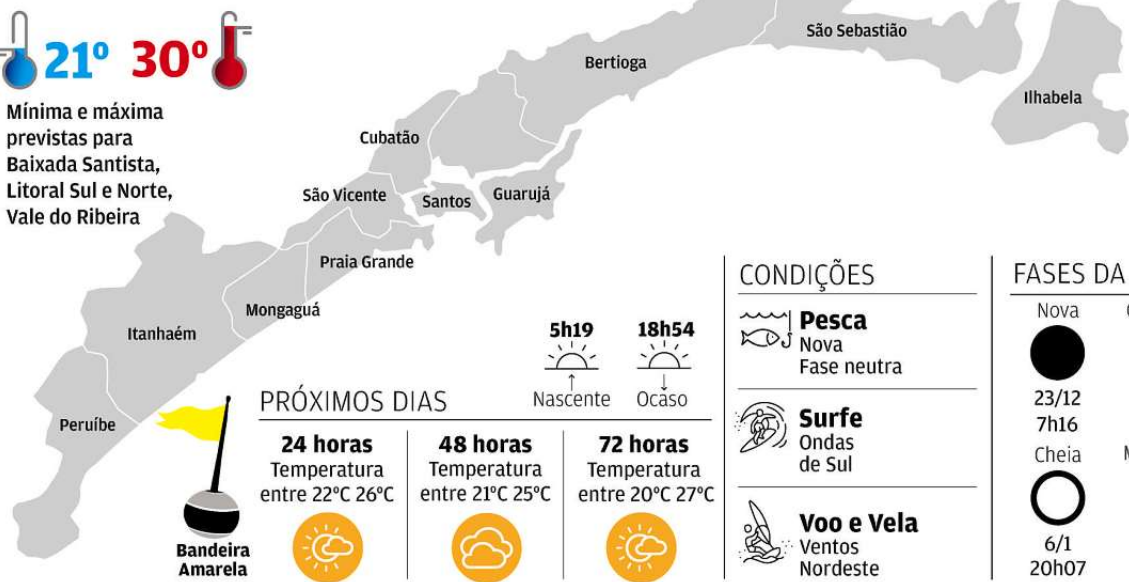 21º 30º
Mínima e máxima
previstas para
Baixada Santista,
Litoral Sul e Norte,
Vale do Ribeira
São Sebastião
Bertioga
Ilhabela
Cubatão
São Vicente
Santos
Guarujá
Praia Grande
Mongaguá
Itanhaém
Peruíbe
Bandeira
Amarela
PRÓXIMOS DIAS
5h19
Nascente
18h54
Ocaso
24 horas
Temperatura
entre 22ºC 26ºC
48 horas
Temperatura
entre 21ºC 25ºC
72 horas
Temperatura
entre 20ºC 27ºC
CONDIÇÕES
Pesca
Nova
Fase neutra
Surfe
Ondas
de Sul
Voo e Vela
Ventos
Nordeste
FASES DA
Nova
23/12
7h16
Cheia
6/1
20h07